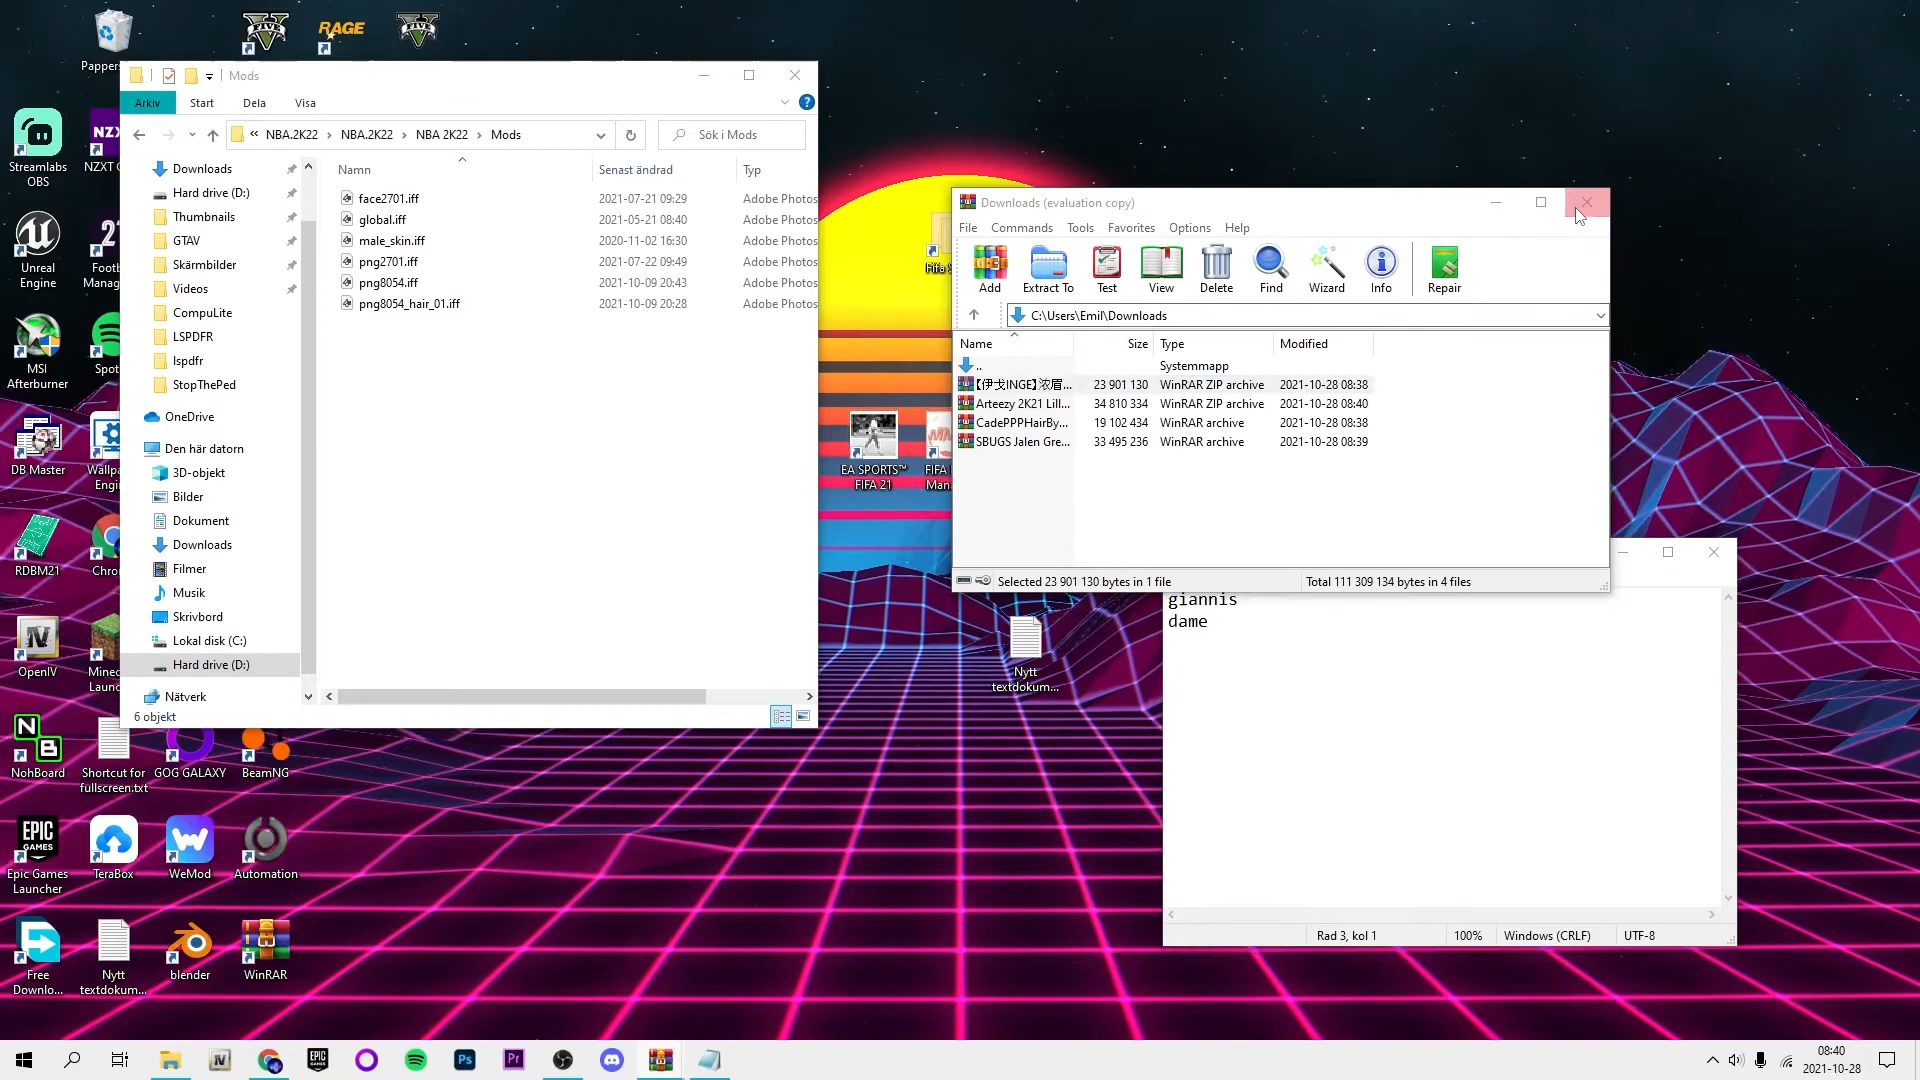 FIVE
RAGE
FIVE
Streamlabs
OBS
Unreal
Engine
MSI
Afterburner
DB Master
RDBM21
OpenIV
NohBoard
Shortcut for
fullscreen.txt
GOG GALAXY
BeamNG
EPIC
GAMES
Epic Games
Launcher
TeraBox
WeMod
Automation
Free
Downlo...
Nytt
textdokum...
blender
WinRAR
NZXT
EA SPORTS™
FIFA 21
Nytt
textdokum...
Mods
Arkiv
Start
Dela
Visa
« NBA.2K22 › NBA.2K22 › NBA 2K22 › Mods
Sök i Mods
Downloads
Hard drive (D:)
Thumbnails
GTAV
Skärmbilder
Videos
CompuLite
LSPDFR
lspdfr
StopThePed
OneDrive
Den här datorn
3D-objekt
Bilder
Dokument
Downloads
Filmer
Musik
Skrivbord
Lokal disk (C:)
Hard drive (D:)
Nätverk
Namn Senast ändrad Typ
face2701.iff 2021-07-21 09:29 Adobe Photos
global.iff 2021-05-21 08:40 Adobe Photos
male_skin.iff 2020-11-02 16:30 Adobe Photos
png2701.iff 2021-07-22 09:49 Adobe Photos
png8054.iff 2021-10-09 20:43 Adobe Photos
png8054_hair_01.iff 2021-10-09 20:28 Adobe Photos
6 objekt
Downloads (evaluation copy)
File Commands Tools Favorites Options Help
Add Extract To Test View Delete Find Wizard Info Repair
C:\Users\Emil\Downloads
Name Size Type Modified
.. Systemmapp
【伊戈INGE】浓眉... 23 901 130 WinRAR ZIP archive 2021-10-28 08:38
Arteezy 2K21 Lill... 34 810 334 WinRAR ZIP archive 2021-10-28 08:40
CadePPPHairBy... 19 102 434 WinRAR archive 2021-10-28 08:38
SBUGS Jalen Gre... 33 495 236 WinRAR archive 2021-10-28 08:39
Selected 23 901 130 bytes in 1 file Total 111 309 134 bytes in 4 files
giannis
dame
Rad 3, kol 1 100% Windows (CRLF) UTF-8
08:40
2021-10-28